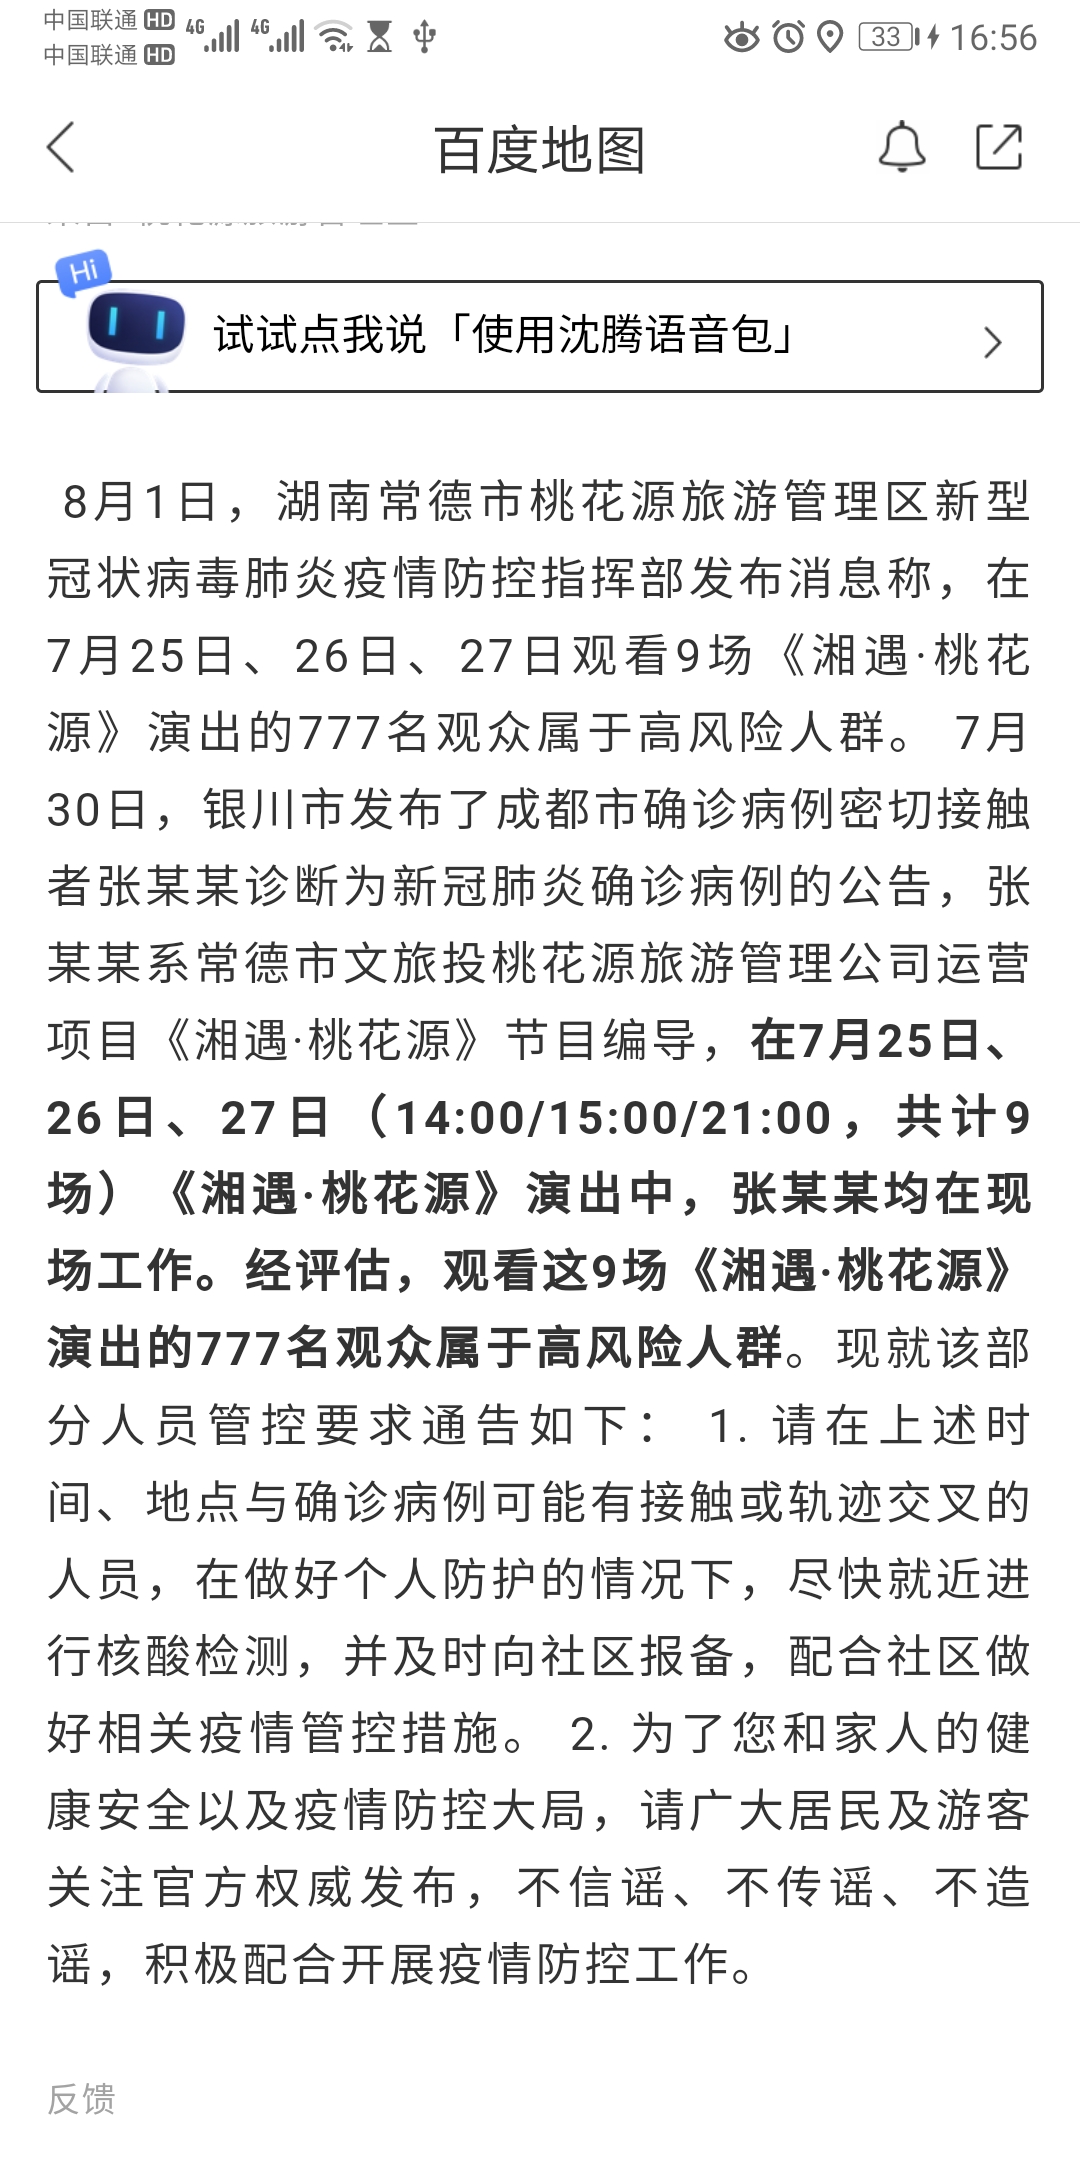 中国联通 HD 4G 4G 33 16:56
中国联通 HD
百度地图
Hi
试试点我说「使用沈腾语音包」
8月1日，湖南常德市桃花源旅游管理区新型
冠状病毒肺炎疫情防控指挥部发布消息称，在
7月25日、26日、27日观看9场《湘遇·桃花
源》演出的777名观众属于高风险人群。 7月
30日，银川市发布了成都市确诊病例密切接触
者张某某诊断为新冠肺炎确诊病例的公告，张
某某系常德市文旅投桃花源旅游管理公司运营
项目《湘遇·桃花源》节目编导，在7月25日、
26日、27日（14:00/15:00/21:00，共计9
场）《湘遇·桃花源》演出中，张某某均在现
场工作。经评估，观看这9场《湘遇·桃花源》
演出的777名观众属于高风险人群。现就该部
分人员管控要求通告如下： 1. 请在上述时
间、地点与确诊病例可能有接触或轨迹交叉的
人员，在做好个人防护的情况下，尽快就近进
行核酸检测，并及时向社区报备，配合社区做
好相关疫情管控措施。 2. 为了您和家人的健
康安全以及疫情防控大局，请广大居民及游客
关注官方权威发布，不信谣、不传谣、不造
谣，积极配合开展疫情防控工作。
反馈